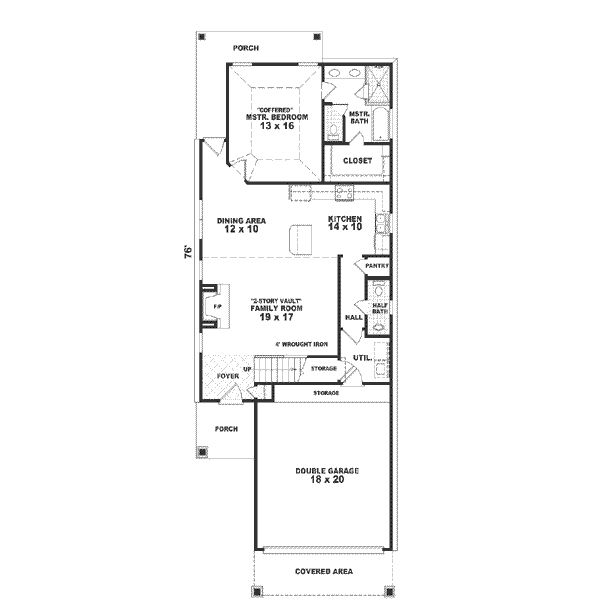 PORCH
"COFFERED"
MSTR. BEDROOM
13 x 16
MSTR.
BATH
CLOSET
DINING AREA
12 x 10
KITCHEN
14 x 10
76'
PANTRY
"2-STORY VAULT"
FAMILY ROOM
19 x 17
F/P
HALF
BATH
HALL
4' WROUGHT IRON
UTIL.
UP
STORAGE
FOYER
STORAGE
PORCH
DOUBLE GARAGE
18 x 20
COVERED AREA